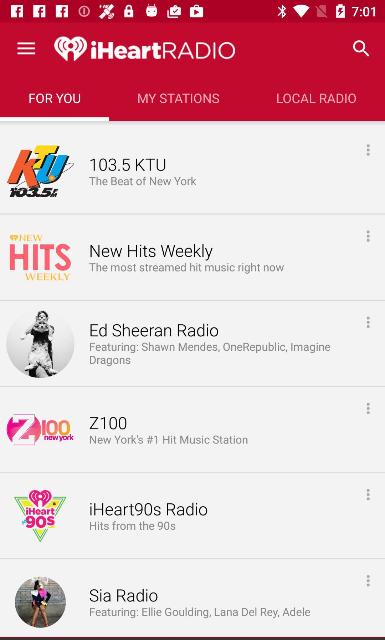 7:01
iHeartRADIO
FOR YOU
MY STATIONS
LOCAL RADIO
KTU
103.5 fm
103.5 KTU
The Beat of New York
NEW
HITS
WEEKLY
New Hits Weekly
The most streamed hit music right now
Ed Sheeran Radio
Featuring: Shawn Mendes, OneRepublic, Imagine
Dragons
Z100
new york
Z100
New York's #1 Hit Music Station
iHeart
90s
iHeart90s Radio
Hits from the 90s
Sia Radio
Featuring: Ellie Goulding, Lana Del Rey, Adele